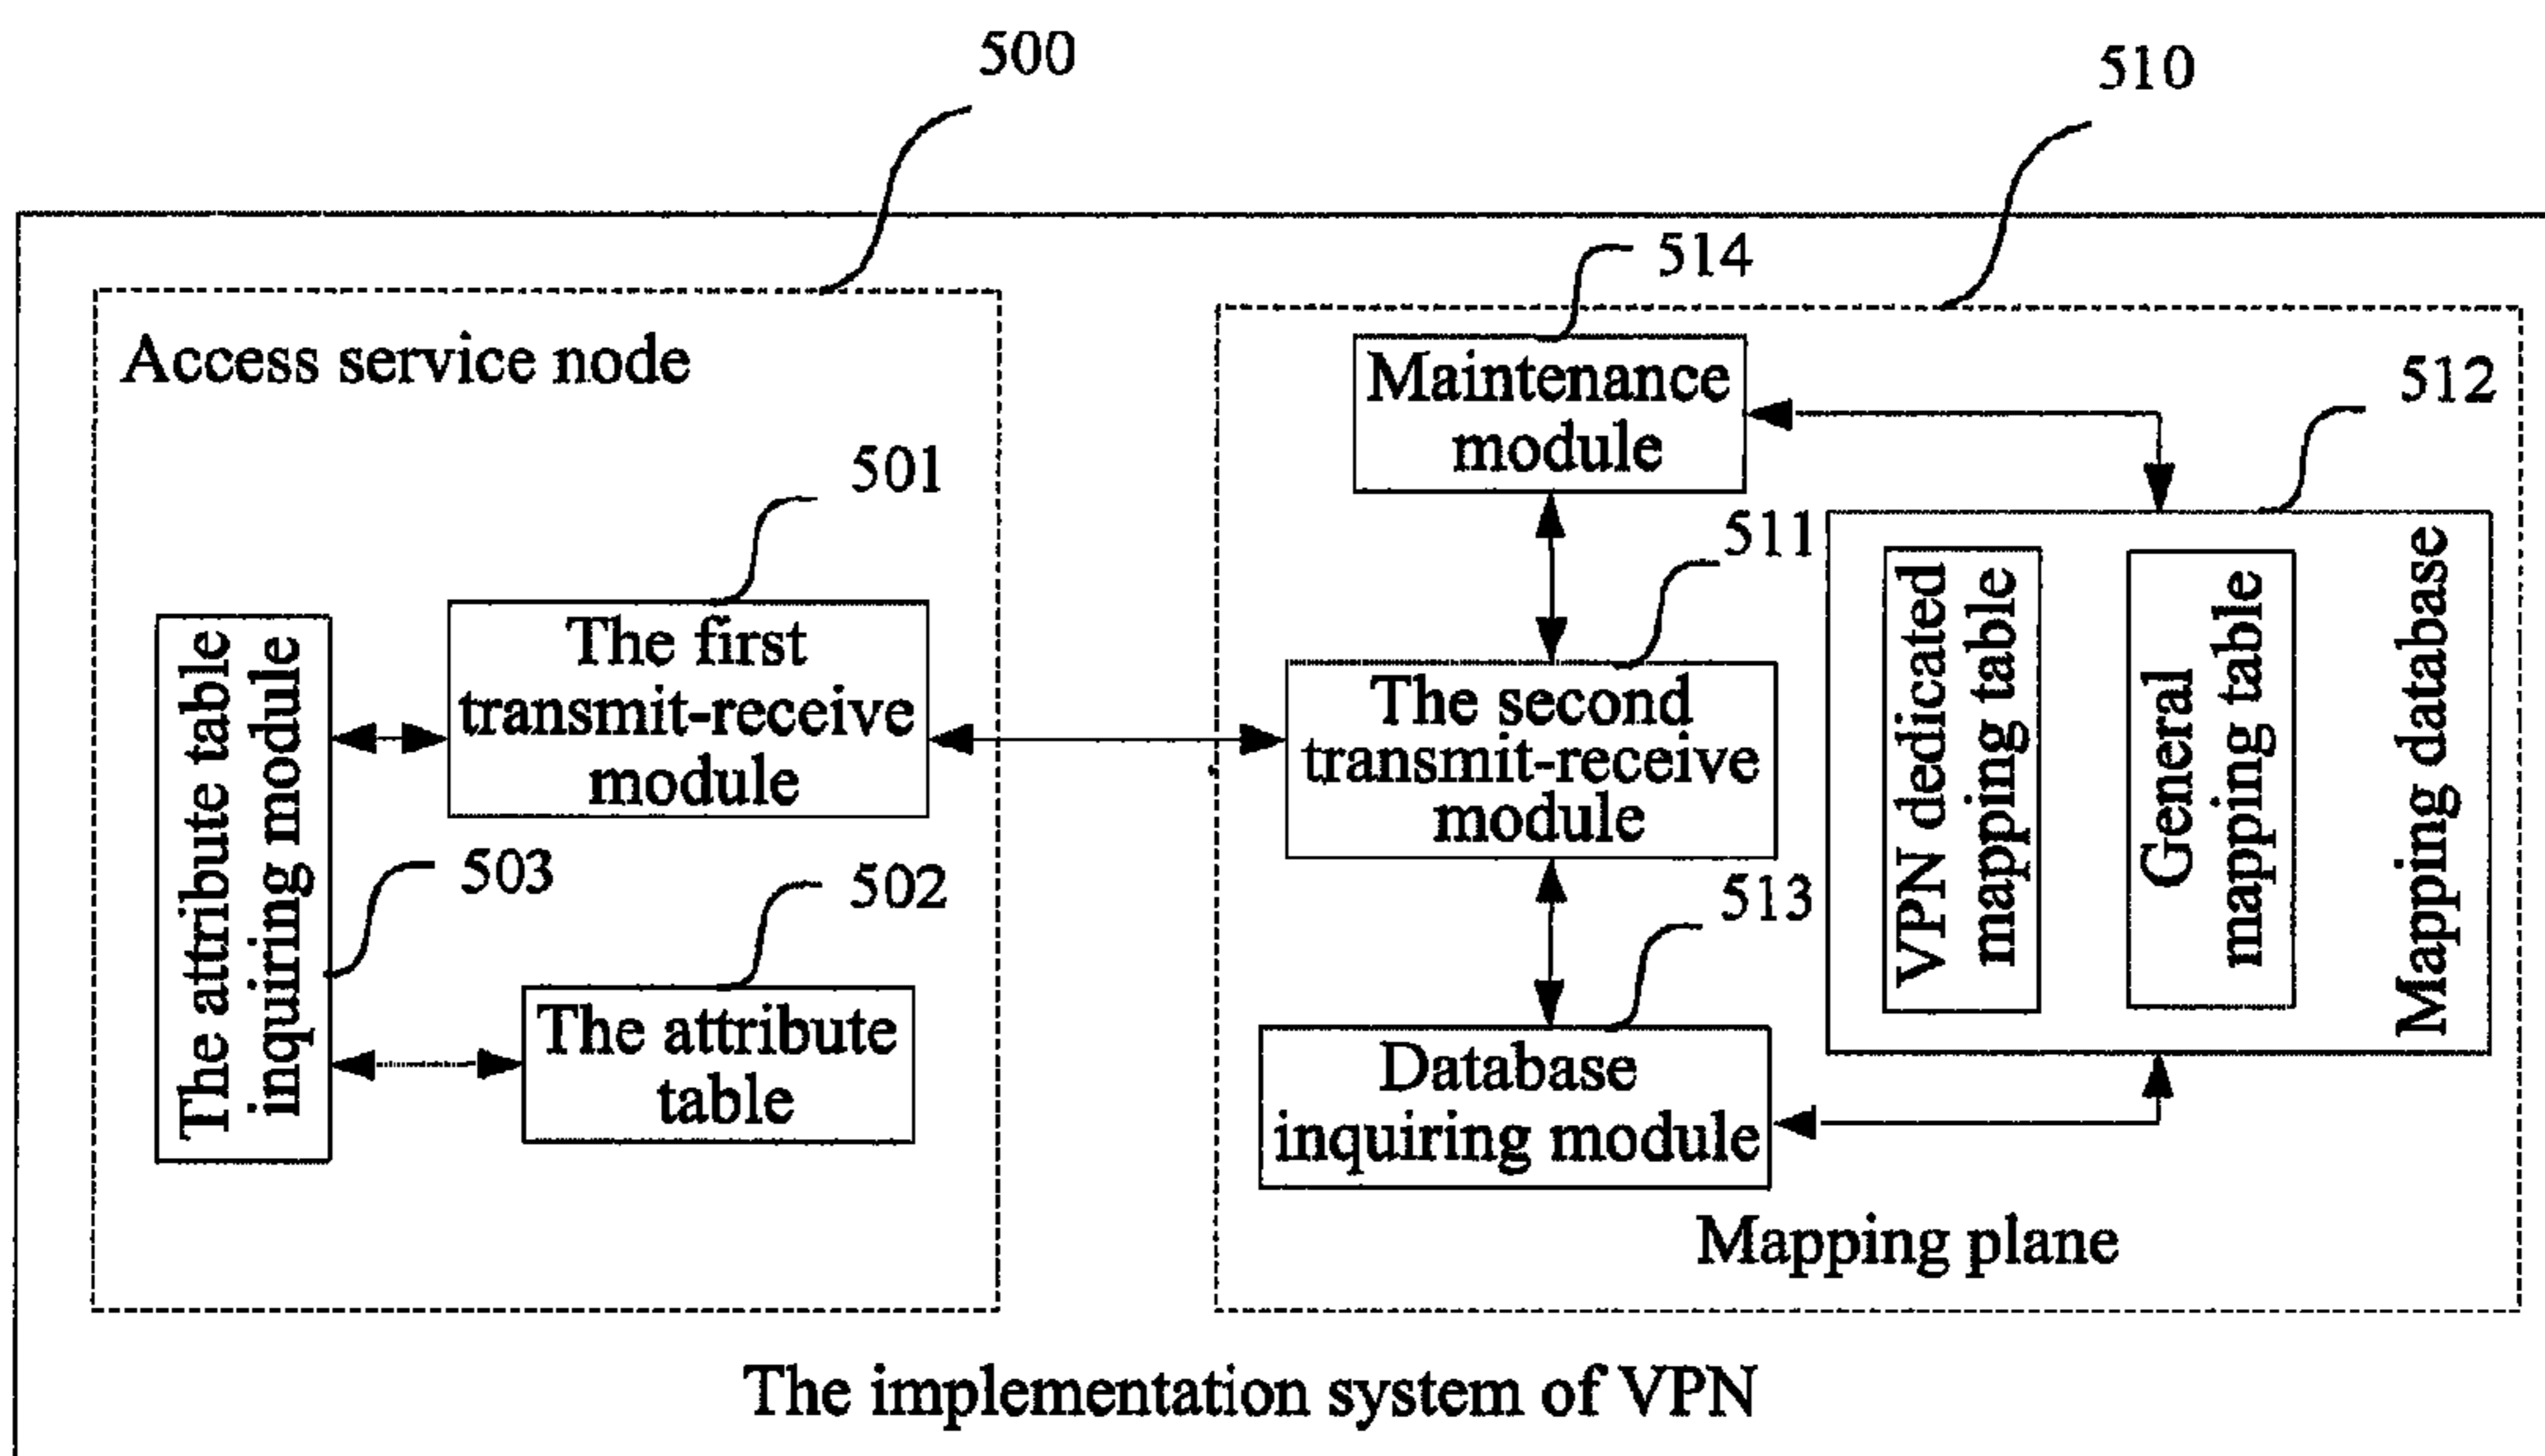 500
510
514
Access service node
Maintenance
module
512
501
511
The first
transmit-receive
module
The attribute table
inquiring module
The second
transmit-receive
module
VPN dedicated
mapping table
General
mapping table
Mapping database
503
502
513
The attribute
table
Database
inquiring module
Mapping plane
The implementation system of VPN